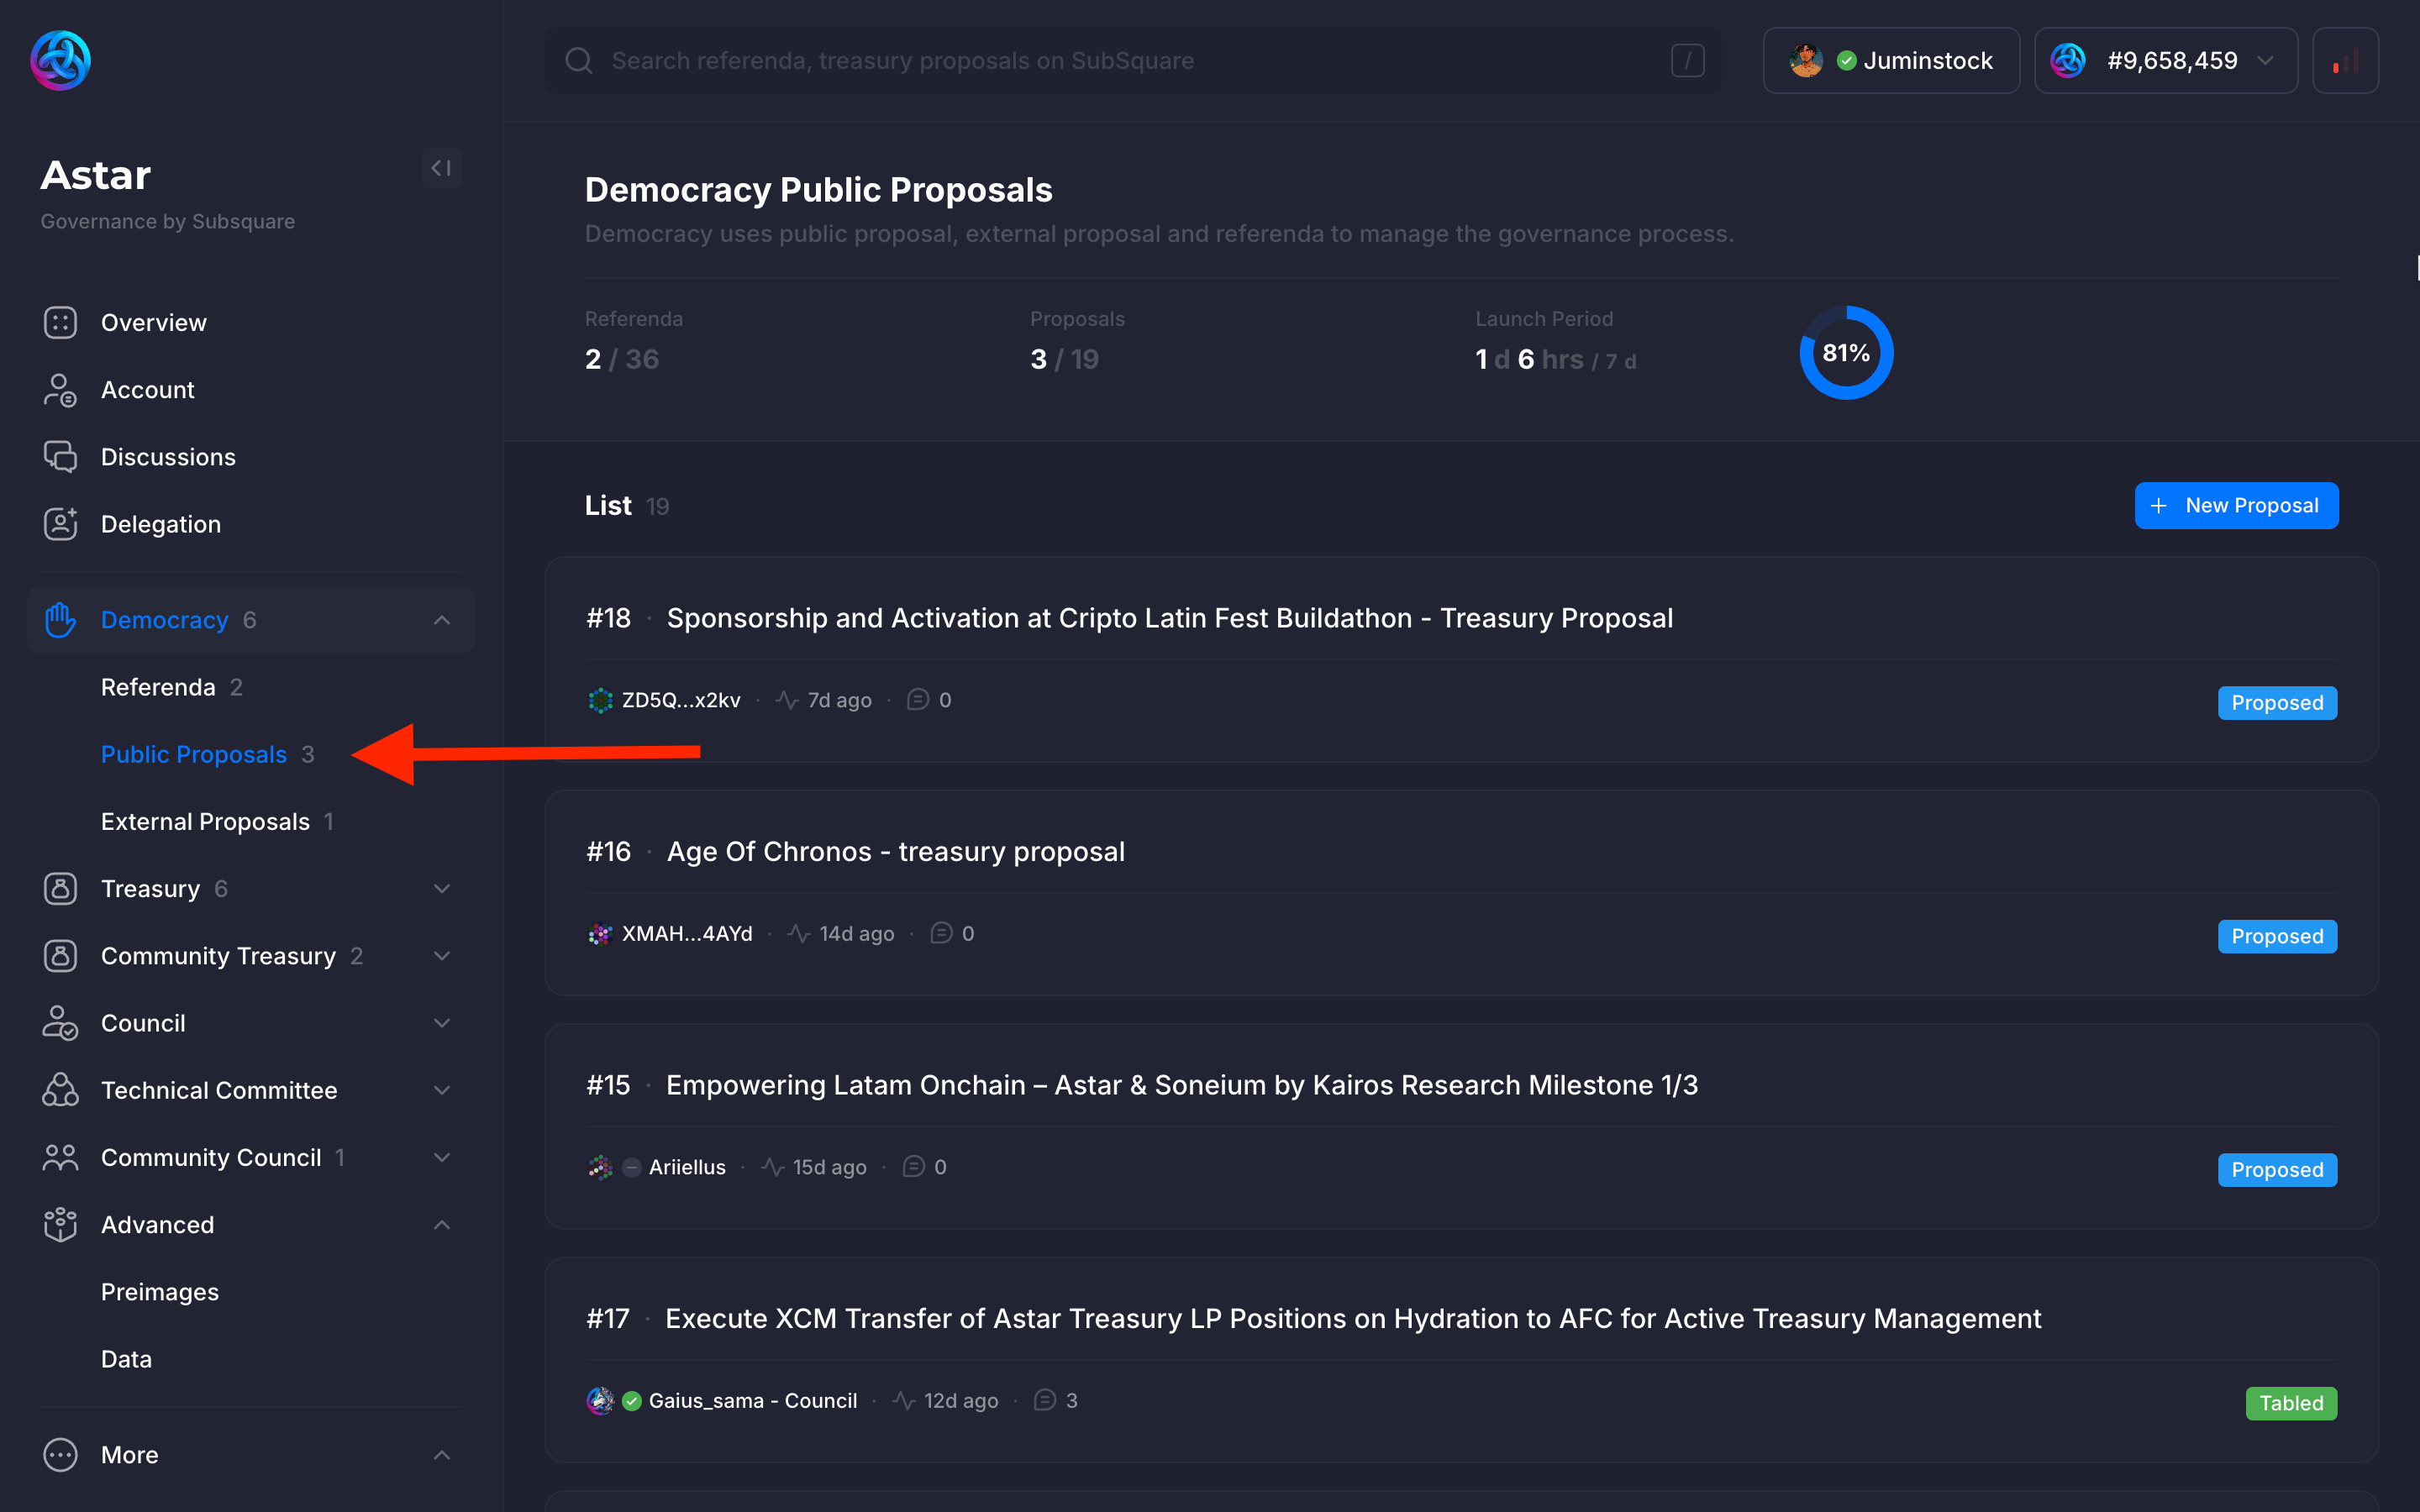 Search referenda, treasury proposals on SubSquare
/
Juminstock
#9,658,459
Astar
Governance by Subsquare
Overview
Account
Discussions
Delegation
Democracy 6
Referenda 2
Public Proposals 3
External Proposals 1
Treasury 6
Community Treasury 2
Council
Technical Committee
Community Council 1
Advanced
Preimages
Data
More
Democracy Public Proposals
Democracy uses public proposal, external proposal and referenda to manage the governance process.
Referenda
2 / 36
Proposals
3 / 19
Launch Period
1 d 6 hrs / 7 d
81%
List 19
+ New Proposal
#18 · Sponsorship and Activation at Cripto Latin Fest Buildathon - Treasury Proposal
ZD5Q...x2kv · 7d ago · 0
Proposed
#16 · Age Of Chronos - treasury proposal
XMAH...4AYd · 14d ago · 0
Proposed
#15 · Empowering Latam Onchain – Astar & Soneium by Kairos Research Milestone 1/3
Ariiellus · 15d ago · 0
Proposed
#17 · Execute XCM Transfer of Astar Treasury LP Positions on Hydration to AFC for Active Treasury Management
Gaius_sama - Council · 12d ago · 3
Tabled